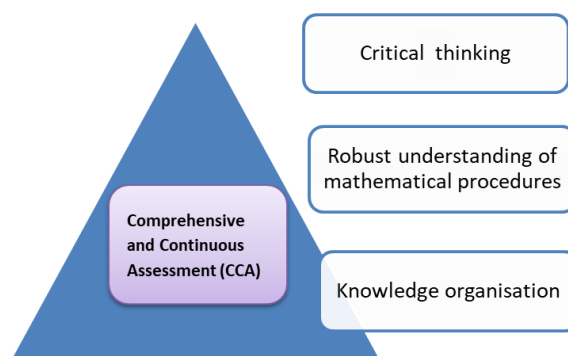 Critical thinking
Robust understanding of
mathematical procedures
Comprehensive
and Continuous
Assessment (CCA)
Knowledge organisation